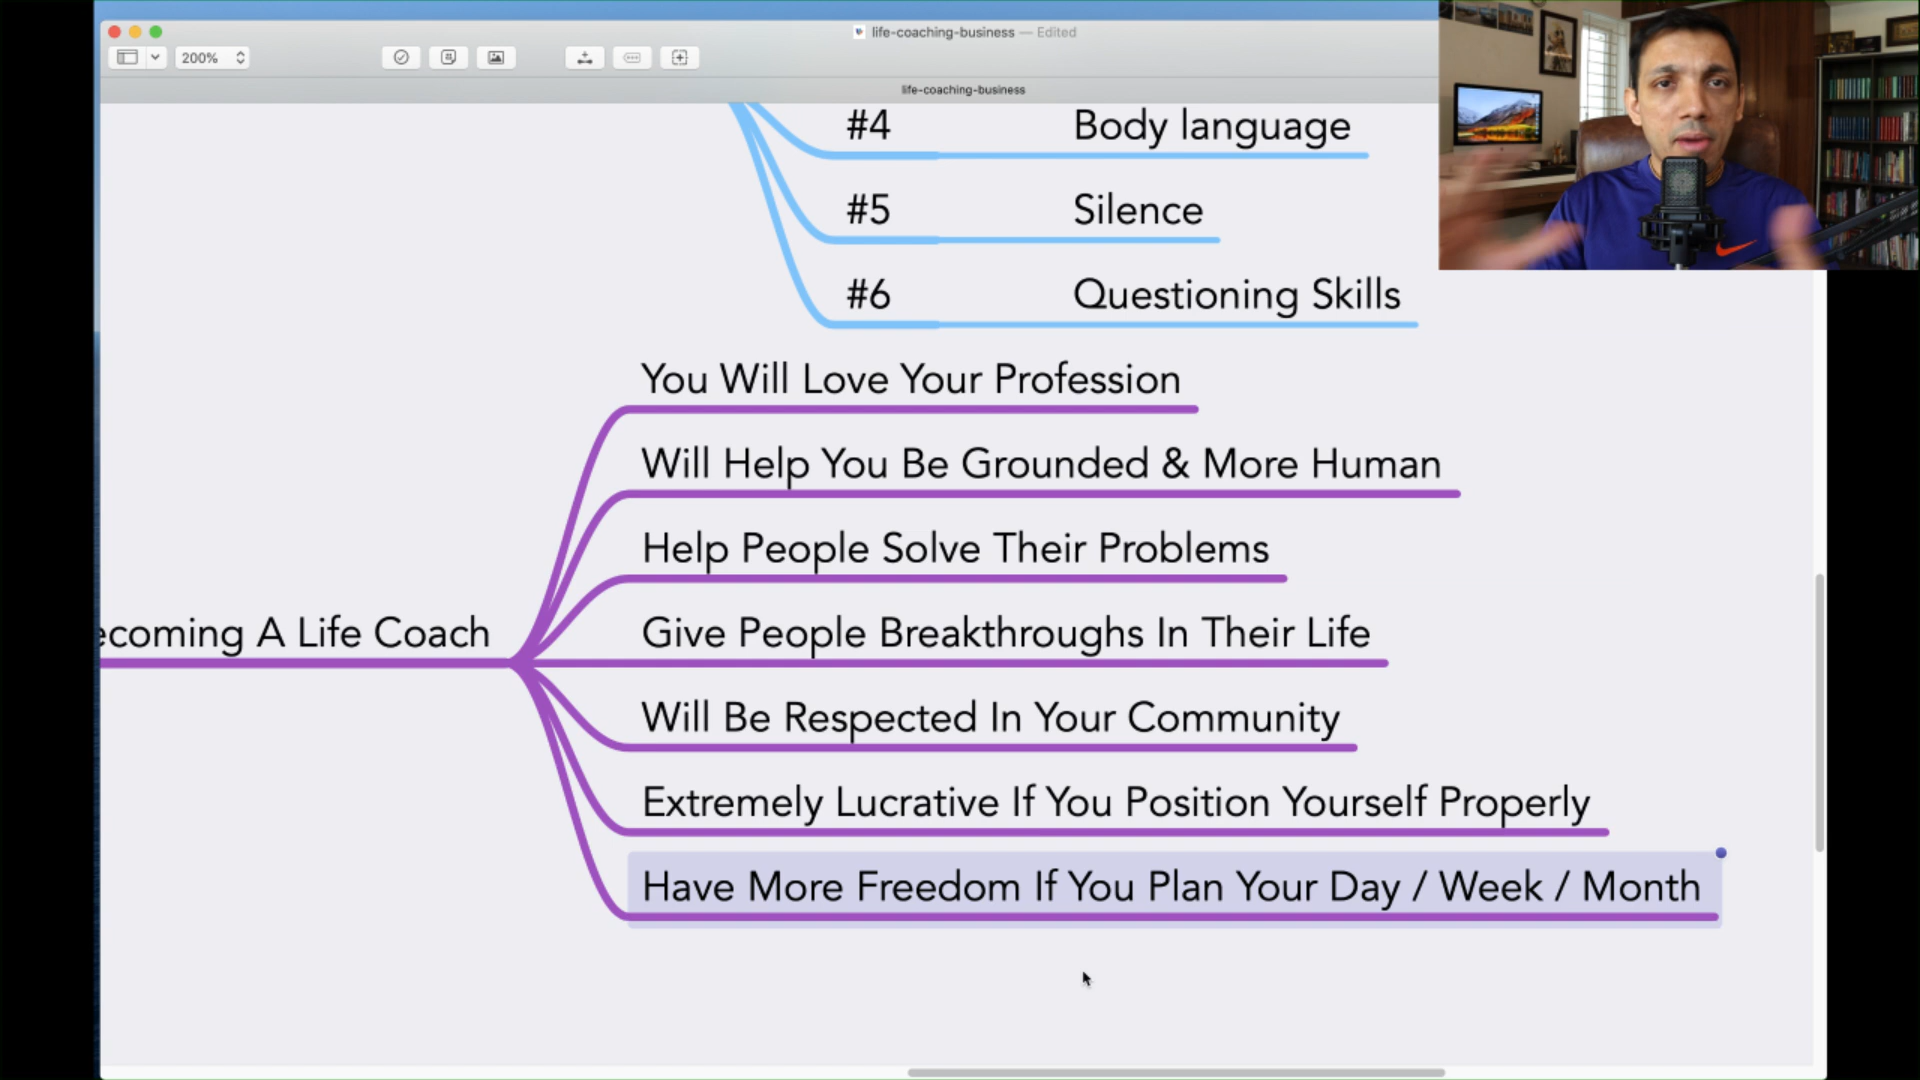 life-coaching-business — Edited
200%
life-coaching-business
#4 Body language
#5 Silence
#6 Questioning Skills
You Will Love Your Profession
Will Help You Be Grounded & More Human
Help People Solve Their Problems
ecoming A Life Coach
Give People Breakthroughs In Their Life
Will Be Respected In Your Community
Extremely Lucrative If You Position Yourself Properly
Have More Freedom If You Plan Your Day / Week / Month